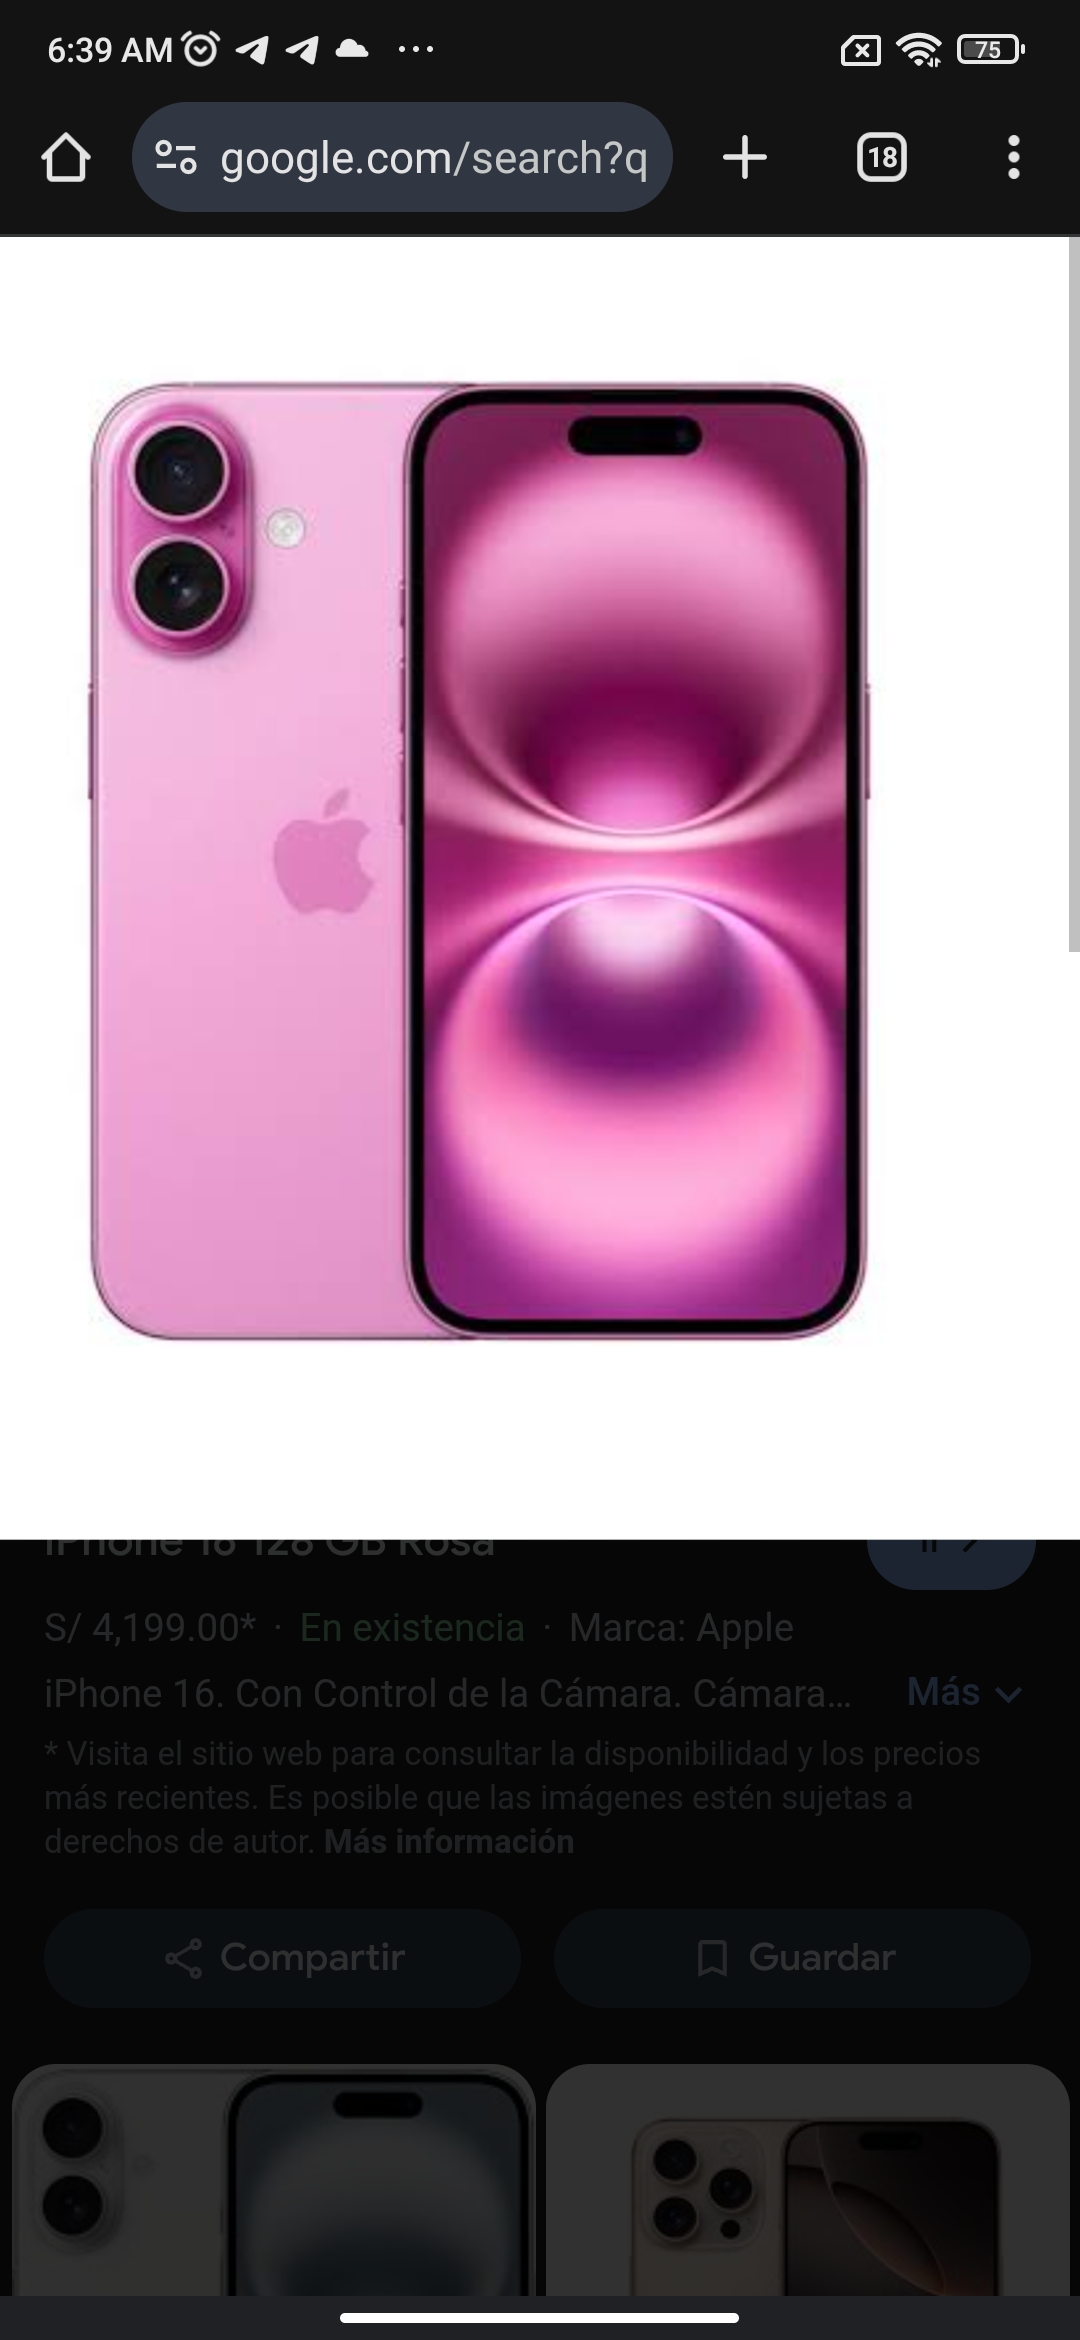 6:39 AM
75
google.com/search?q
18
iPhone 16 128 GB Rosa
S/ 4,199.00* · En existencia · Marca: Apple
iPhone 16. Con Control de la Cámara. Cámara... Más
* Visita el sitio web para consultar la disponibilidad y los precios
más recientes. Es posible que las imágenes estén sujetas a
derechos de autor. Más información
Compartir
Guardar